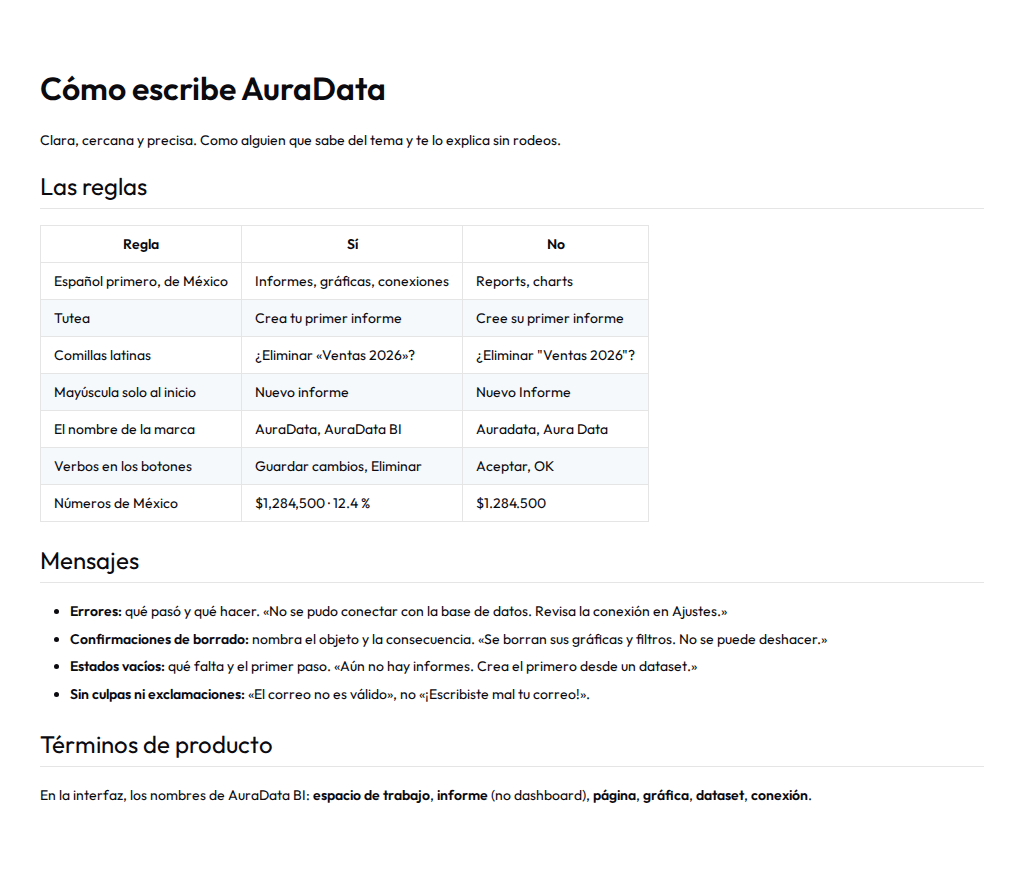 Cómo escribe AuraData
Clara, cercana y precisa. Como alguien que sabe del tema y te lo explica sin rodeos.
Las reglas
Regla Sí No
Español primero, de México Informes, gráficas, conexiones Reports, charts
Tutea Crea tu primer informe Cree su primer informe
Comillas latinas ¿Eliminar «Ventas 2026»? ¿Eliminar "Ventas 2026"?
Mayúscula solo al inicio Nuevo informe Nuevo Informe
El nombre de la marca AuraData, AuraData BI Auradata, Aura Data
Verbos en los botones Guardar cambios, Eliminar Aceptar, OK
Números de México $1,284,500 · 12.4 % $1.284.500
Mensajes
• Errores: qué pasó y qué hacer. «No se pudo conectar con la base de datos. Revisa la conexión en Ajustes.»
• Confirmaciones de borrado: nombra el objeto y la consecuencia. «Se borran sus gráficas y filtros. No se puede deshacer.»
• Estados vacíos: qué falta y el primer paso. «Aún no hay informes. Crea el primero desde un dataset.»
• Sin culpas ni exclamaciones: «El correo no es válido», no «¡Escribiste mal tu correo!».
Términos de producto
En la interfaz, los nombres de AuraData BI: espacio de trabajo, informe (no dashboard), página, gráfica, dataset, conexión.